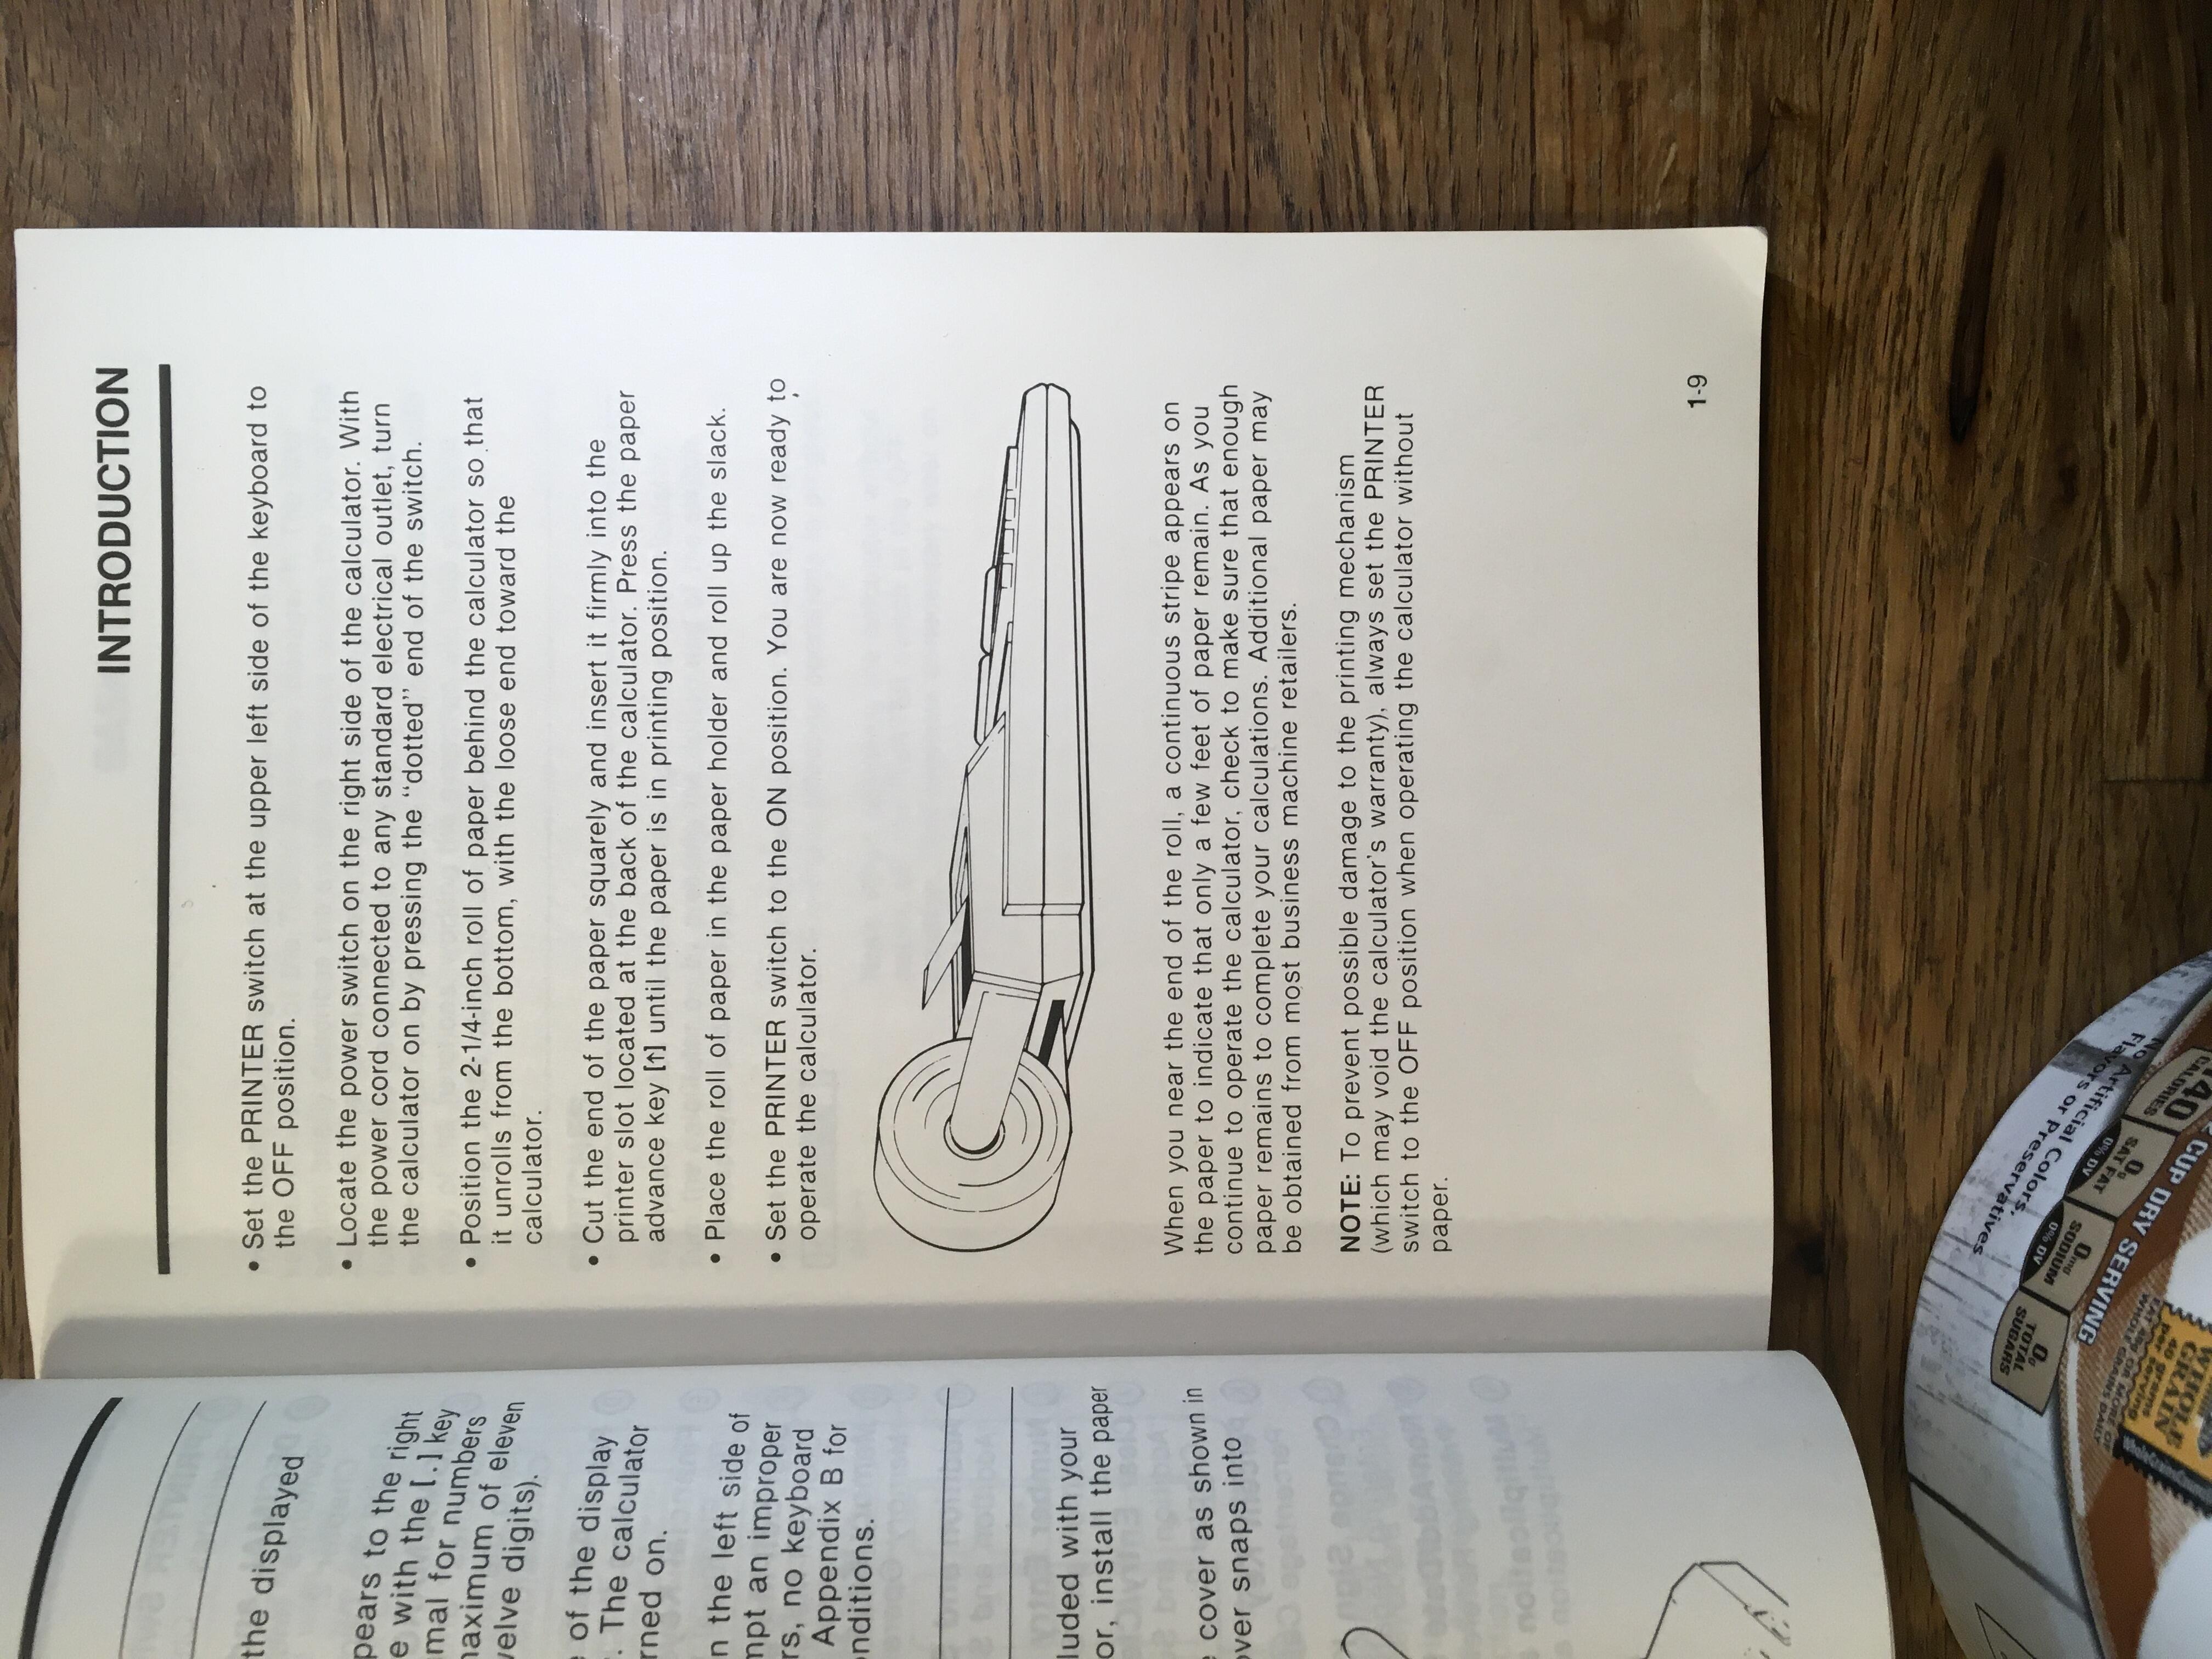 the displayed
pears to the right
e with the [.] key
mal for numbers
maximum of eleven
welve digits).
of the display
. The calculator
rned on.
n the left side of
mpt an improper
rs, no keyboard
Appendix B for
nditions.
luded with your
or, install the paper
cover as shown in
over snaps into
INTRODUCTION
• Set the PRINTER switch at the upper left side of the keyboard to
the OFF position.
• Locate the power switch on the right side of the calculator. With
the power cord connected to any standard electrical outlet, turn
the calculator on by pressing the “dotted” end of the switch.
• Position the 2-1/4-inch roll of paper behind the calculator so that
it unrolls from the bottom, with the loose end toward the
calculator.
• Cut the end of the paper squarely and insert it firmly into the
printer slot located at the back of the calculator. Press the paper
advance key [↑] until the paper is in printing position.
• Place the roll of paper in the paper holder and roll up the slack.
• Set the PRINTER switch to the ON position. You are now ready to
operate the calculator.
When you near the end of the roll, a continuous stripe appears on
the paper to indicate that only a few feet of paper remain. As you
continue to operate the calculator, check to make sure that enough
paper remains to complete your calculations. Additional paper may
be obtained from most business machine retailers.
NOTE: To prevent possible damage to the printing mechanism
(which may void the calculator's warranty), always set the PRINTER
switch to the OFF position when operating the calculator without
paper.
1-9
No Artificial Colors,
Flavors or Preservatives
CUP DRY SERVING
140
CALORIES
0g
SAT FAT
0% DV
0mg
SODIUM
0% DV
0g
TOTAL
SUGARS
WHOLE
GRAIN
40 grams
per
serving
EAT 48g OR MORE OF
WHOLE GRAINS DAILY